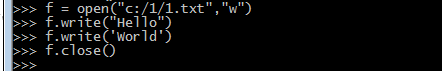 >>> f = open("c:/1/1.txt","w")
>>> f.write("Hello")
>>> f.write('World')
>>> f.close()
>>>